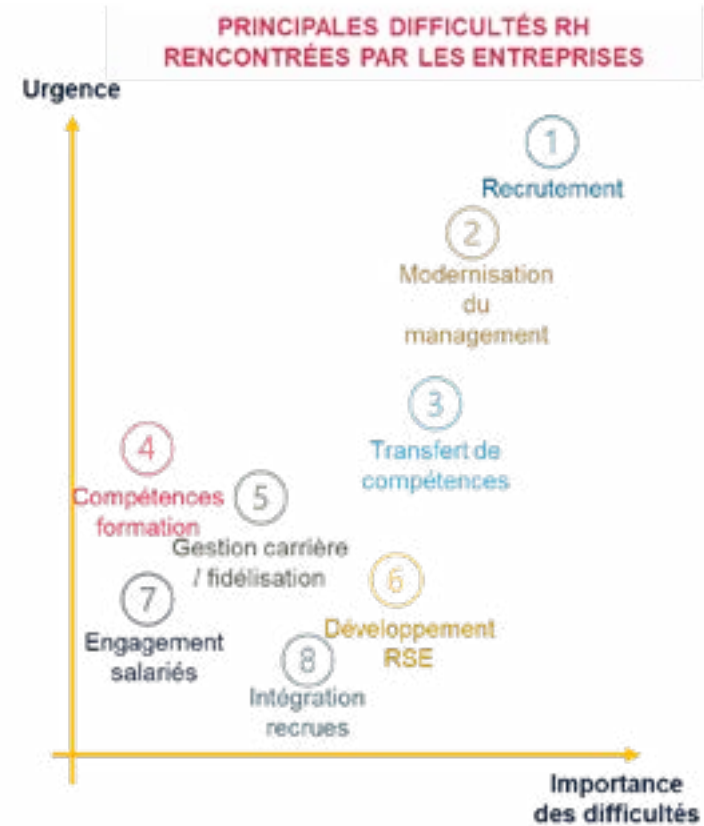 PRINCIPALES DIFFICULTÉS RH
RENCONTRÉES PAR LES ENTREPRISES
Urgence
1
Recrutement
2
Modernisation
du
management
3
Transfert de
compétences
4
Compétences
formation
5
Gestion carrière
/ fidélisation
6
Développement
RSE
7
Engagement
salariés
8
Intégration
recrues
Importance
des difficultés